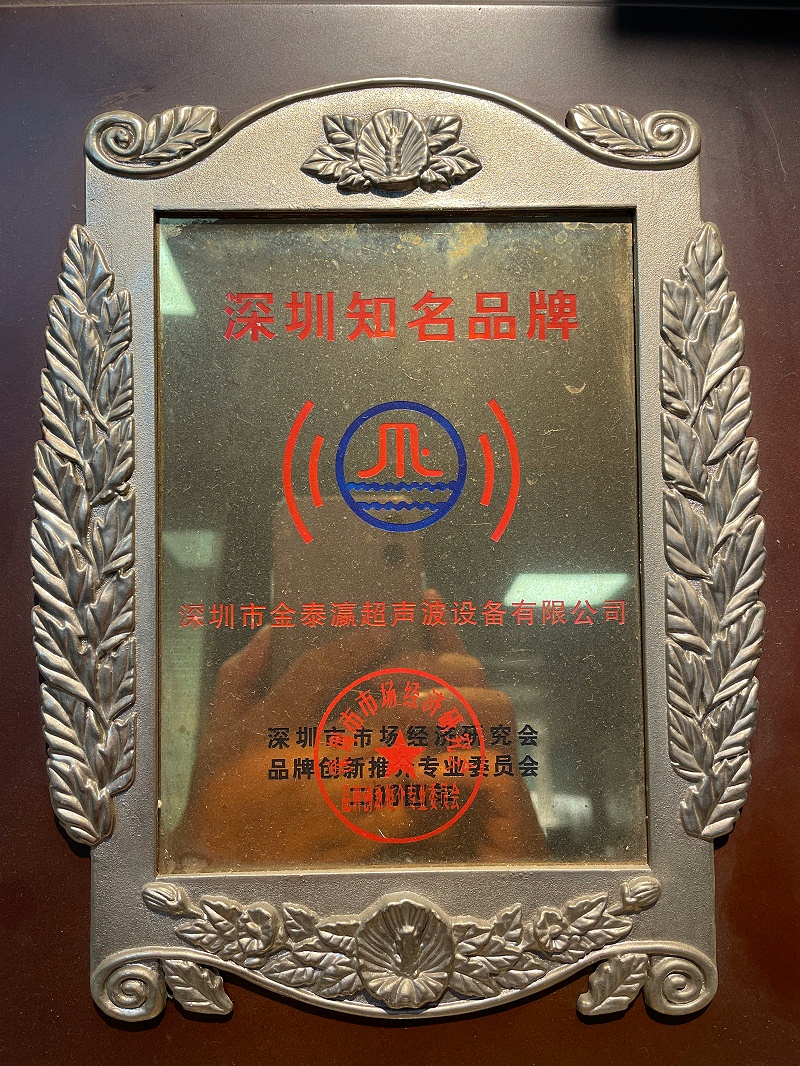 深圳知名品牌
深圳市金泰瀛超声波设备有限公司
深圳市市场经济研究会
品牌创新推介专业委员会